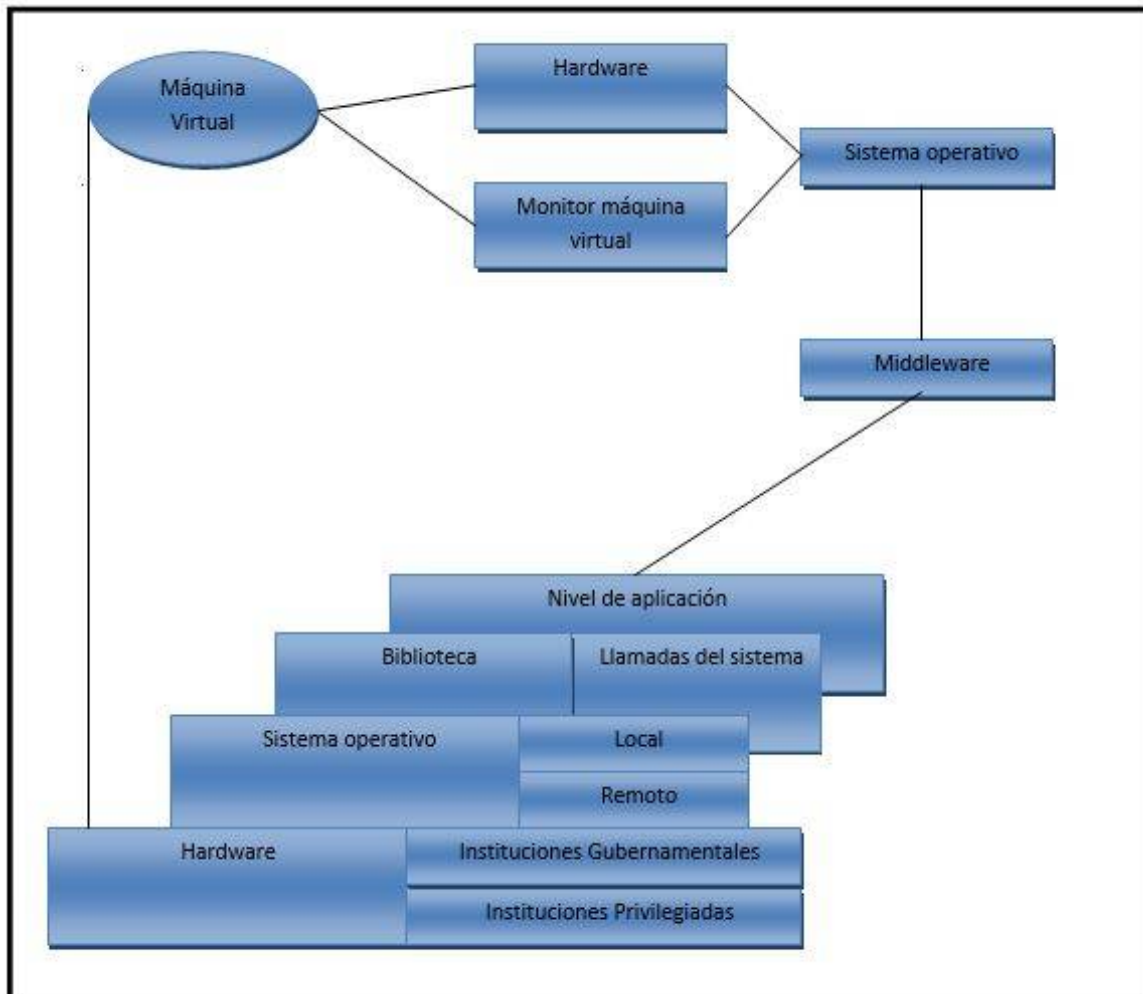 Máquina
Virtual
Hardware
Sistema operativo
Monitor máquina
virtual
Middleware
Nivel de aplicación
Biblioteca
Llamadas del sistema
Sistema operativo
Local
Remoto
Hardware
Instituciones Gubernamentales
Instituciones Privilegiadas